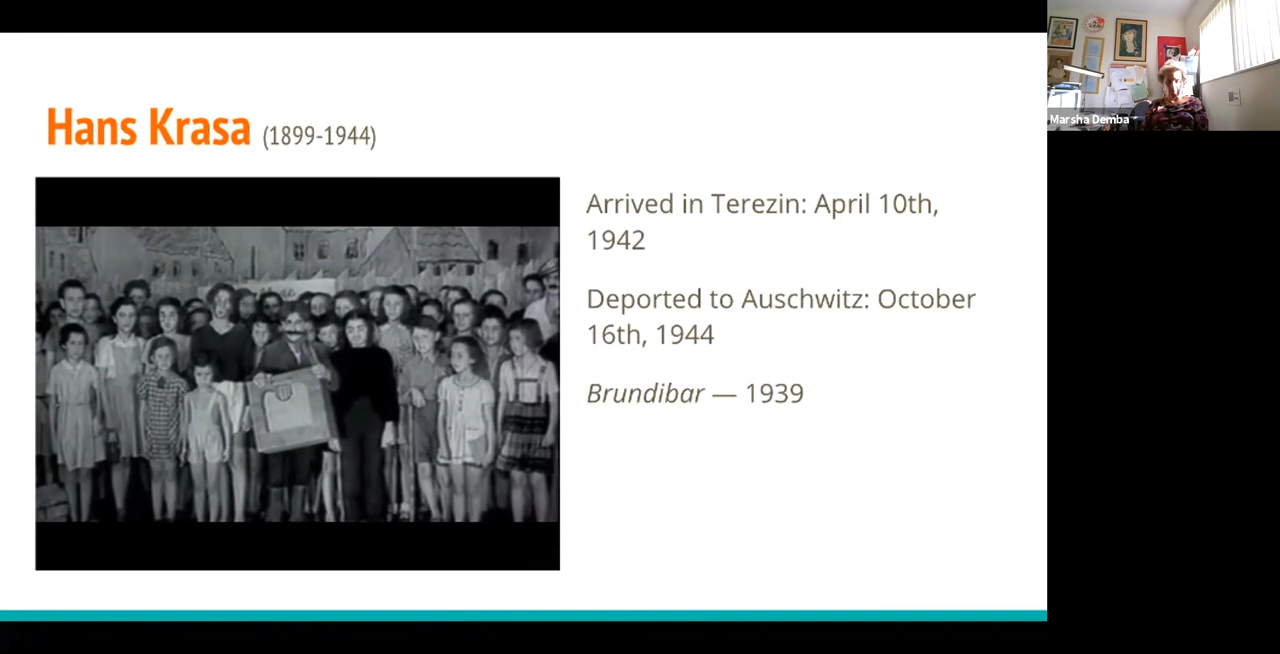 Hans Krasa (1899-1944)
Arrived in Terezin: April 10th,
1942
Deported to Auschwitz: October
16th, 1944
Brundibar — 1939
Marsha Demba